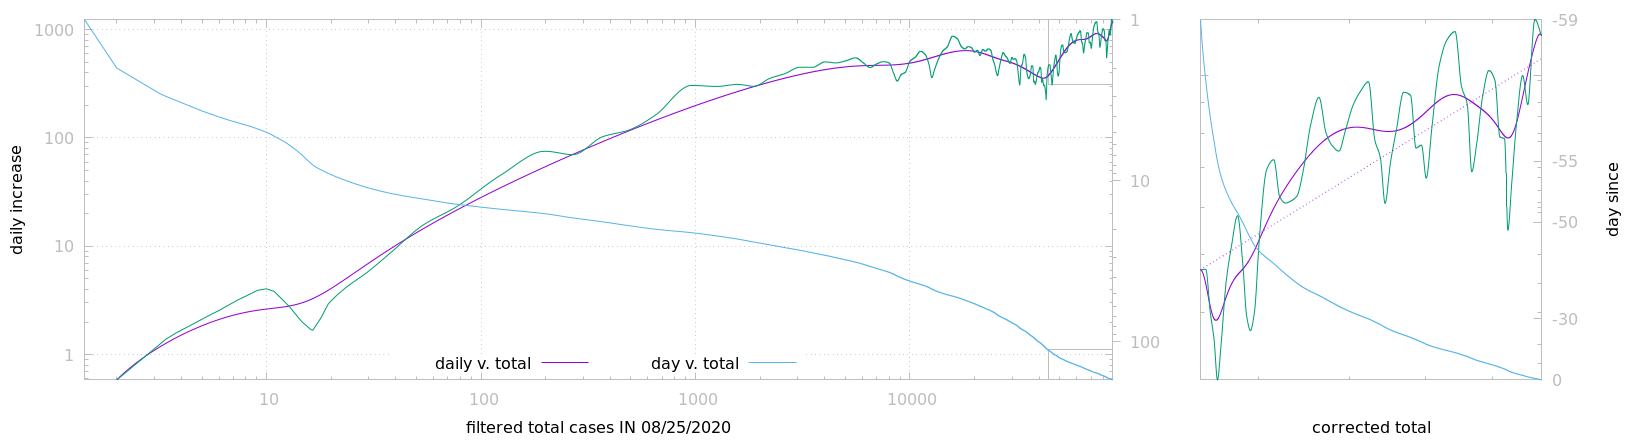 1000
100
10
1
daily increase
10
100
1000
10000
filtered total cases IN 08/25/2020
daily v. total
day v. total
1
10
100
-59
-55
-50
-30
0
day since
corrected total